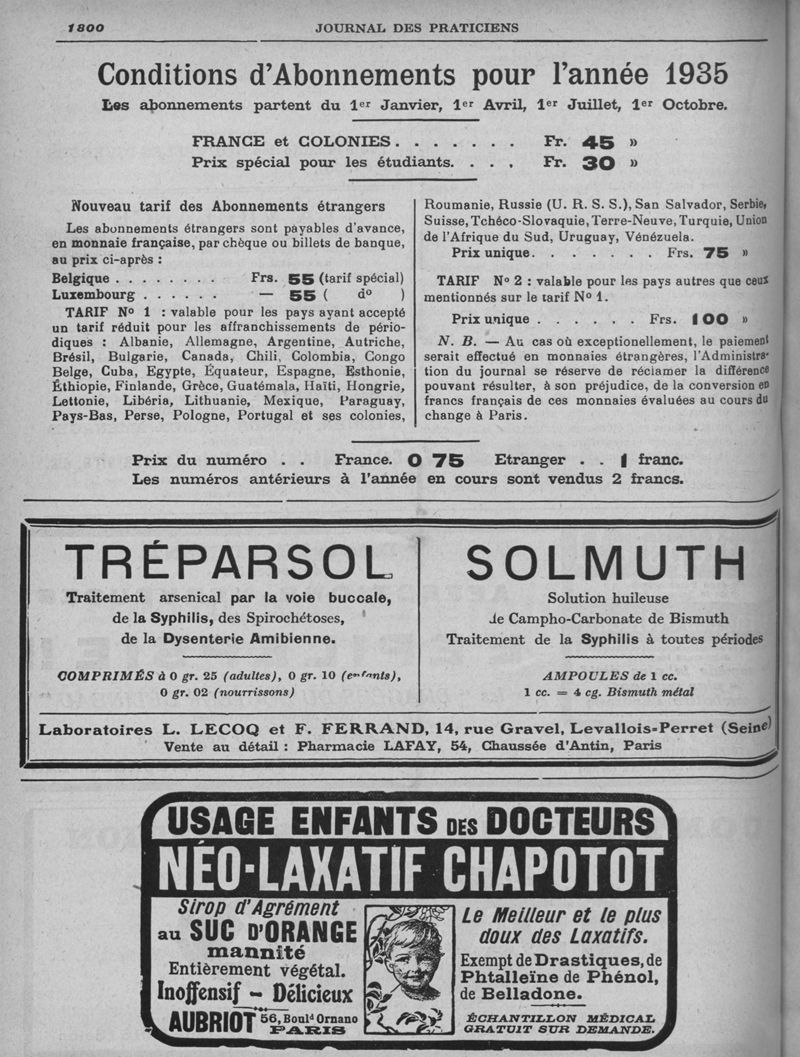 1800
JOURNAL DES PRATICIENS
Conditions d'Abonnements pour l'année 1935
Les abonnements partent du 1er Janvier, 1er Avril, 1er Juillet, 1er Octobre.
FRANCE et COLONIES. . . . . . . Fr. 45 »
Prix spécial pour les étudiants. . . . Fr. 30 »
Nouveau tarif des Abonnements étrangers
Les abonnements étrangers sont payables d'avance,
en monnaie française, par chèque ou billets de banque,
au prix ci-après :
Belgique . . . . . . . . Frs. 55 (tarif spécial)
Luxembourg . . . . . . — 55 ( do )
TARIF No 1 : valable pour les pays ayant accepté
un tarif réduit pour les affranchissements de pério-
diques : Albanie, Allemagne, Argentine, Autriche,
Brésil, Bulgarie, Canada, Chili, Colombia, Congo
Belge, Cuba, Egypte, Équateur, Espagne, Esthonie,
Éthiopie, Finlande, Grèce, Guatémala, Haïti, Hongrie,
Lettonie, Libéria, Lithuanie, Mexique, Paraguay,
Pays-Bas, Perse, Pologne, Portugal et ses colonies,
Roumanie, Russie (U. R. S. S.), San Salvador, Serbie,
Suisse, Tchéco-Slovaquie, Terre-Neuve, Turquie, Union
de l'Afrique du Sud, Uruguay, Vénézuela.
Prix unique. . . . . . . Frs. 75 »
TARIF No 2 : valable pour les pays autres que ceux
mentionnés sur le tarif No 1.
Prix unique . . . . . . Frs. 100 »
N. B. — Au cas où exceptionellement, le paiement
serait effectué en monnaies étrangères, l'Administra-
tion du journal se réserve de réclamer la différence
pouvant résulter, à son préjudice, de la conversion en
francs français de ces monnaies évaluées au cours du
change à Paris.
Prix du numéro . . France. 0 75 Etranger . . 1 franc.
Les numéros antérieurs à l'année en cours sont vendus 2 francs.
TRÉPARSOL
Traitement arsenical par la voie buccale,
de la Syphilis, des Spirochétoses,
de la Dysenterie Amibienne.
COMPRIMÉS à 0 gr. 25 (adultes), 0 gr. 10 (enfants),
0 gr. 02 (nourrissons)
SOLMUTH
Solution huileuse
de Campho-Carbonate de Bismuth
Traitement de la Syphilis à toutes périodes
AMPOULES de 1 cc.
1 cc. = 4 cg. Bismuth métal
Laboratoires L. LECOQ et F. FERRAND, 14, rue Gravel, Levallois-Perret (Seine)
Vente au détail : Pharmacie LAFAY, 54, Chaussée d'Antin, Paris
USAGE ENFANTS DES DOCTEURS
NÉO-LAXATIF CHAPOTOT
Sirop d'Agrément
au SUC D'ORANGE
mannité
Entièrement végétal.
Inoffensif - Délicieux
AUBRIOT 56, Bould Ornano
PARIS
Le Meilleur et le plus
doux des Laxatifs.
Exempt de Drastiques, de
Phtalleïne de Phénol,
de Belladone.
ÉCHANTILLON MÉDICAL
GRATUIT SUR DEMANDE.